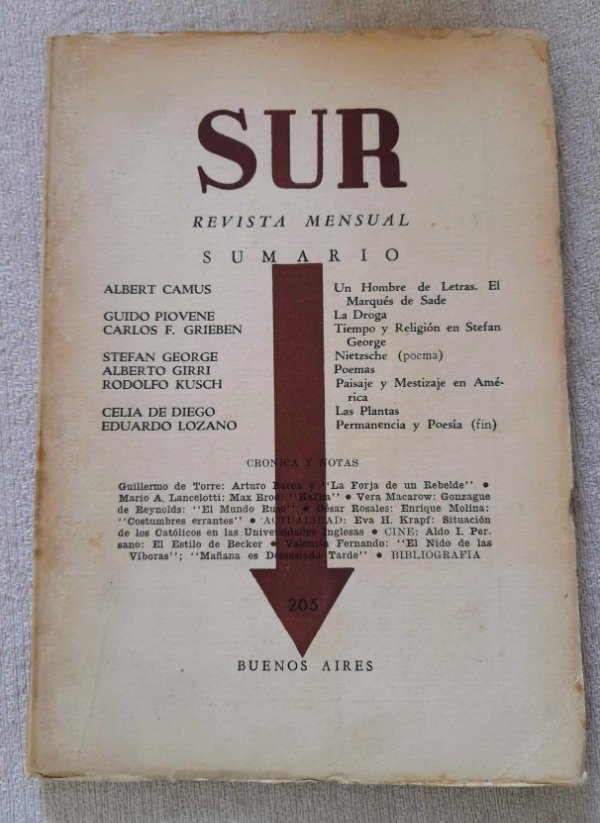 SUR
REVISTA MENSUAL
SUMARIO
ALBERT CAMUS Un Hombre de Letras. El
Marqués de Sade
GUIDO PIOVENE La Droga
CARLOS F. GRIEBEN Tiempo y Religión en Stefan
George
STEFAN GEORGE Nietzsche (poema)
ALBERTO GIRRI Poemas
RODOLFO KUSCH Paisaje y Mestizaje en Amé-
rica
CELIA DE DIEGO Las Plantas
EDUARDO LOZANO Permanencia y Poesía (fin)
CRONICA Y NOTAS
Guillermo de Torre: Arturo Barea y "La Forja de un Rebelde" ●
Mario A. Lancelotti: Max Brod: "Kafka" ● Vera Macarow: Gonzague
de Reynolds: "El Mundo Ruso" ● César Rosales: Enrique Molina:
"Costumbres errantes" ● ACTUALIDAD: Eva H. Krapf: Situación
de los Católicos en las Universidades Inglesas ● CINE: Aldo I. Per-
sano: El Estilo de Becker ● Valentín Fernando: "El Nido de las
Víboras"; "Mañana es Demasiado Tarde" ● BIBLIOGRAFIA
205
BUENOS AIRES